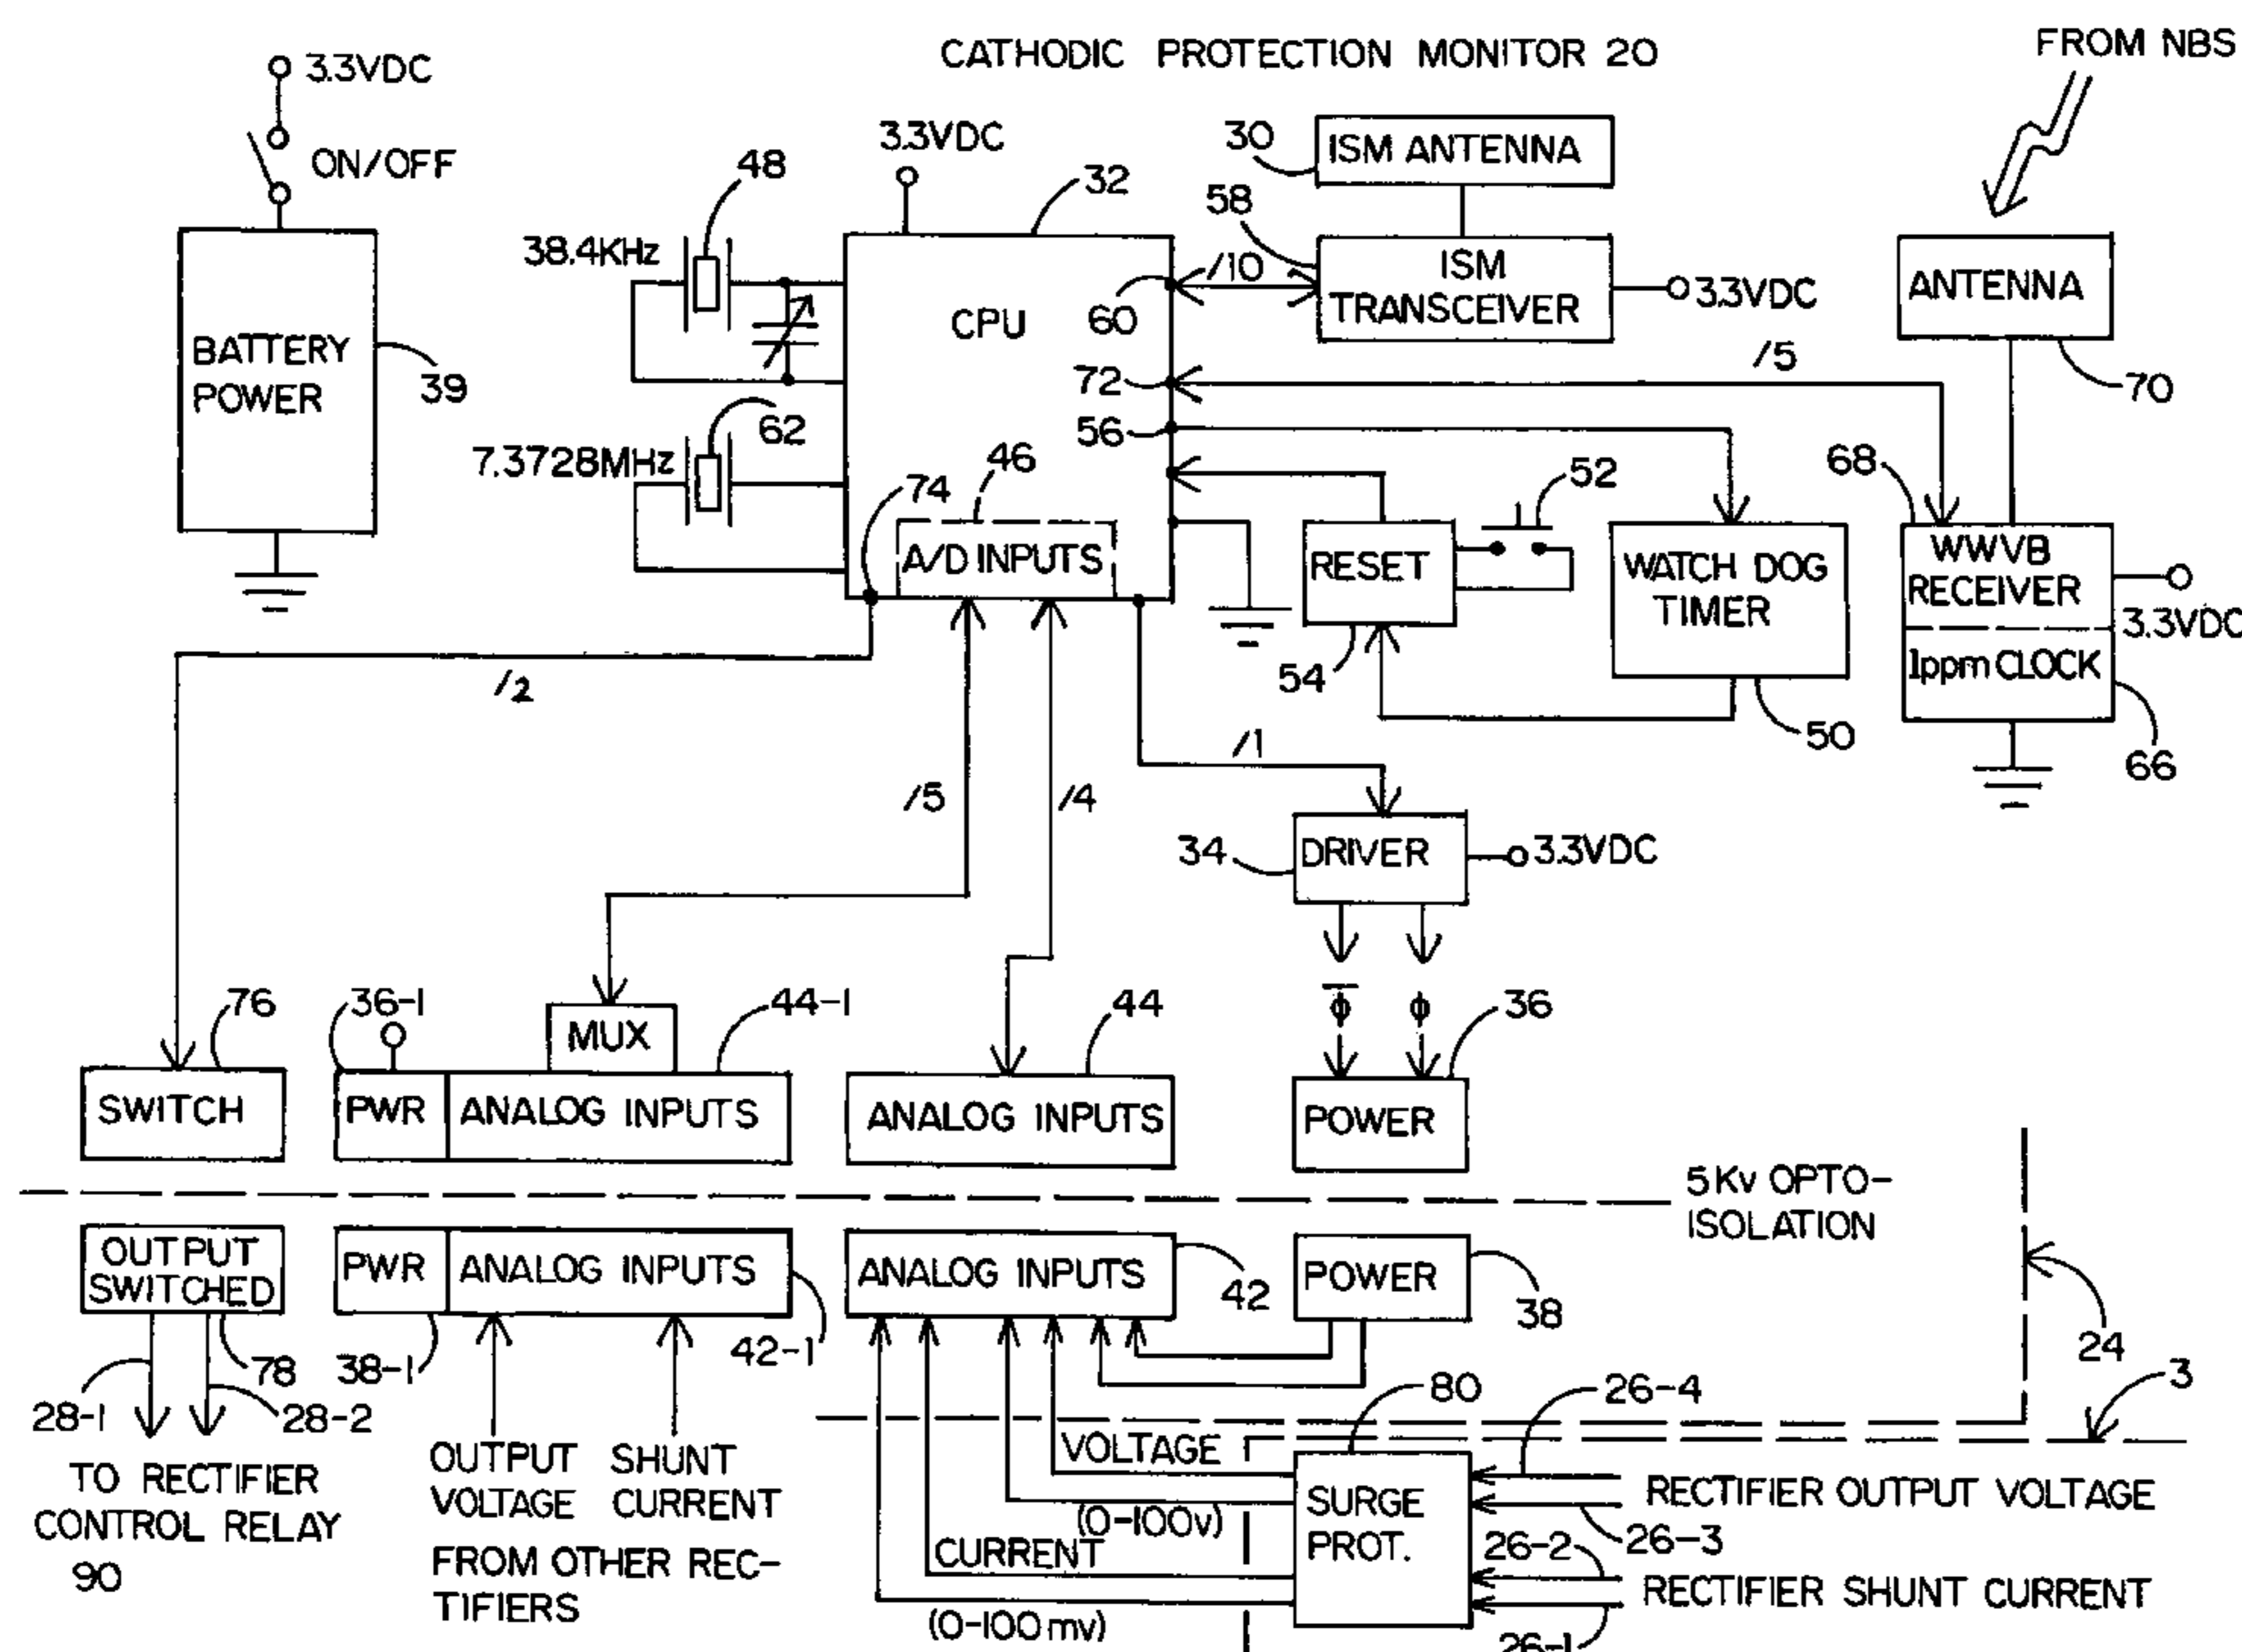 CATHODIC PROTECTION MONITOR 20
FROM NBS
3.3VDC
ON/OFF
BATTERY
POWER
39
48
38.4KHz
62
7.3728MHz
3.3VDC
32
CPU
46
A/D INPUTS
74
60
72
56
30
ISM ANTENNA
58
/10
ISM
TRANSCEIVER
3.3VDC
/5
ANTENNA
70
68
WWVB
RECEIVER
3.3VDC
1ppm CLOCK
66
52
RESET
54
WATCH DOG
TIMER
50
/2
/5
/4
/1
34
DRIVER
3.3VDC
ϕ̅
ϕ
76
SWITCH
36-1
PWR
MUX
44-1
ANALOG INPUTS
44
ANALOG INPUTS
36
POWER
5 Kv OPTO-
ISOLATION
24
OUTPUT
SWITCHED
78
28-1
28-2
TO RECTIFIER
CONTROL RELAY
90
PWR
38-1
ANALOG INPUTS
42-1
OUTPUT
VOLTAGE
SHUNT
CURRENT
FROM OTHER REC-
TIFIERS
ANALOG INPUTS
42
POWER
38
3
80
VOLTAGE
(0-100v)
CURRENT
(0-100mv)
SURGE
PROT.
26-4
RECTIFIER OUTPUT VOLTAGE
26-3
26-2
RECTIFIER SHUNT CURRENT
26-1